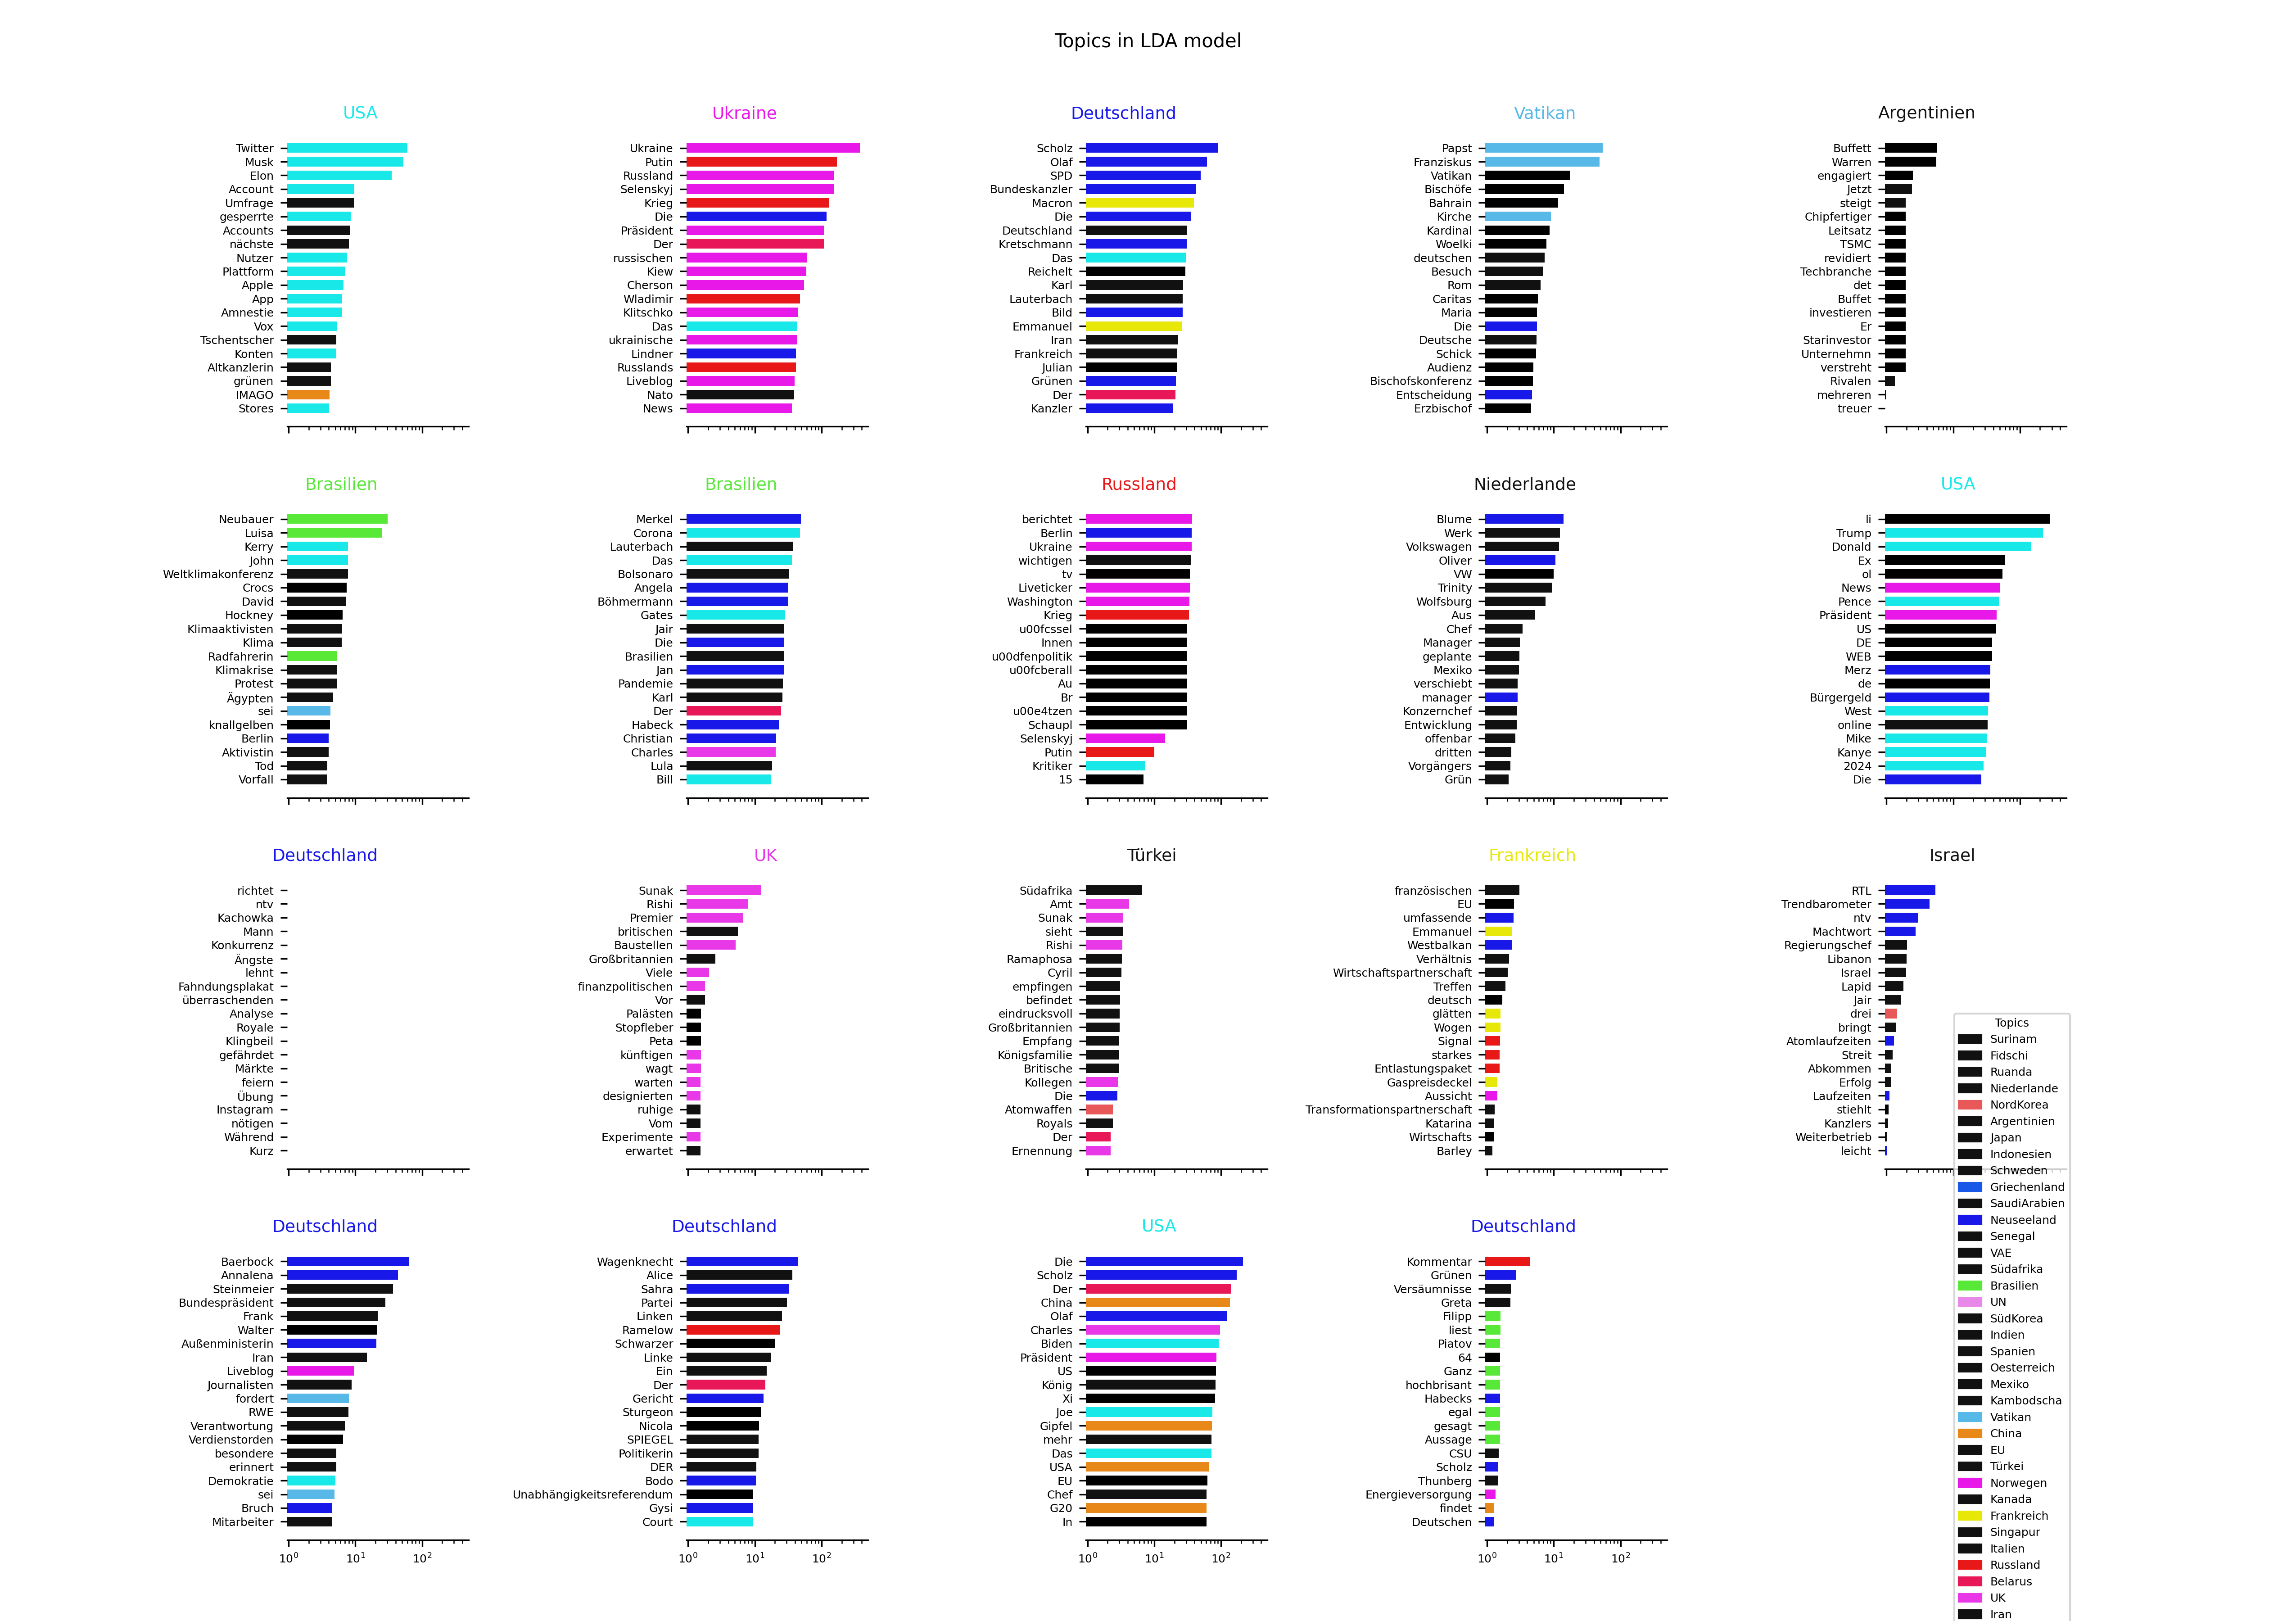 Topics in LDA model
USA
Twitter
Musk
Elon
Account
Umfrage
gesperrte
Accounts
nächste
Nutzer
Plattform
Apple
App
Amnestie
Vox
Tschentscher
Konten
Altkanzlerin
grünen
IMAGO
Stores
Ukraine
Ukraine
Putin
Russland
Selenskyj
Krieg
Die
Präsident
Der
russischen
Kiew
Cherson
Wladimir
Klitschko
Das
ukrainische
Lindner
Russlands
Liveblog
Nato
News
Deutschland
Scholz
Olaf
SPD
Bundeskanzler
Macron
Die
Deutschland
Kretschmann
Das
Reichelt
Karl
Lauterbach
Bild
Emmanuel
Iran
Frankreich
Julian
Grünen
Der
Kanzler
Vatikan
Papst
Franziskus
Vatikan
Bischöfe
Bahrain
Kirche
Kardinal
Woelki
deutschen
Besuch
Rom
Caritas
Maria
Die
Deutsche
Schick
Audienz
Bischofskonferenz
Entscheidung
Erzbischof
Argentinien
Buffett
Warren
engagiert
Jetzt
steigt
Chipfertiger
Leitsatz
TSMC
revidiert
Techbranche
det
Buffet
investieren
Er
Starinvestor
Unternehmn
verstreht
Rivalen
mehreren
treuer
Brasilien
Neubauer
Luisa
Kerry
John
Weltklimakonferenz
Crocs
David
Hockney
Klimaaktivisten
Klima
Radfahrerin
Klimakrise
Protest
Ägypten
sei
knallgelben
Berlin
Aktivistin
Tod
Vorfall
Brasilien
Merkel
Corona
Lauterbach
Das
Bolsonaro
Angela
Böhmermann
Gates
Jair
Die
Brasilien
Jan
Pandemie
Karl
Der
Habeck
Christian
Charles
Lula
Bill
Russland
berichtet
Berlin
Ukraine
wichtigen
tv
Liveticker
Washington
Krieg
u00fcssel
Innen
u00dfenpolitik
u00fcberall
Au
Br
u00e4tzen
Schaupl
Selenskyj
Putin
Kritiker
15
Niederlande
Blume
Werk
Volkswagen
Oliver
VW
Trinity
Wolfsburg
Aus
Chef
Manager
geplante
Mexiko
verschiebt
manager
Konzernchef
Entwicklung
offenbar
dritten
Vorgängers
Grün
USA
li
Trump
Donald
Ex
ol
News
Pence
Präsident
US
DE
WEB
Merz
de
Bürgergeld
West
online
Mike
Kanye
2024
Die
Deutschland
richtet
ntv
Kachowka
Mann
Konkurrenz
Ängste
lehnt
Fahndungsplakat
überraschenden
Analyse
Royale
Klingbeil
gefährdet
Märkte
feiern
Übung
Instagram
nötigen
Während
Kurz
UK
Sunak
Rishi
Premier
britischen
Baustellen
Großbritannien
Viele
finanzpolitischen
Vor
Palästen
Stopfleber
Peta
künftigen
wagt
warten
designierten
ruhige
Vom
Experimente
erwartet
Türkei
Südafrika
Amt
Sunak
sieht
Rishi
Ramaphosa
Cyril
empfingen
befindet
eindrucksvoll
Großbritannien
Empfang
Königsfamilie
Britische
Kollegen
Die
Atomwaffen
Royals
Der
Ernennung
Frankreich
französischen
EU
umfassende
Emmanuel
Westbalkan
Verhältnis
Wirtschaftspartnerschaft
Treffen
deutsch
glätten
Wogen
Signal
starkes
Entlastungspaket
Gaspreisdeckel
Aussicht
Transformationspartnerschaft
Katarina
Wirtschafts
Barley
Israel
RTL
Trendbarometer
ntv
Machtwort
Regierungschef
Libanon
Israel
Lapid
Jair
drei
bringt
Atomlaufzeiten
Streit
Abkommen
Erfolg
Laufzeiten
stiehlt
Kanzlers
Weiterbetrieb
leicht
Deutschland
Baerbock
Annalena
Steinmeier
Bundespräsident
Frank
Walter
Außenministerin
Iran
Liveblog
Journalisten
fordert
RWE
Verantwortung
Verdienstorden
besondere
erinnert
Demokratie
sei
Bruch
Mitarbeiter
10⁰ 10¹ 10²
Deutschland
Wagenknecht
Alice
Sahra
Partei
Linken
Ramelow
Schwarzer
Linke
Ein
Der
Gericht
Sturgeon
Nicola
SPIEGEL
Politikerin
DER
Bodo
Unabhängigkeitsreferendum
Gysi
Court
10⁰ 10¹ 10²
USA
Die
Scholz
Der
China
Olaf
Charles
Biden
Präsident
US
König
Xi
Joe
Gipfel
mehr
Das
USA
EU
Chef
G20
In
10⁰ 10¹ 10²
Deutschland
Kommentar
Grünen
Versäumnisse
Greta
Filipp
liest
Piatov
64
Ganz
hochbrisant
Habecks
egal
gesagt
Aussage
CSU
Scholz
Thunberg
Energieversorgung
findet
Deutschen
10⁰ 10¹ 10²
Topics
Surinam
Fidschi
Ruanda
Niederlande
NordKorea
Argentinien
Japan
Indonesien
Schweden
Griechenland
SaudiArabien
Neuseeland
Senegal
VAE
Südafrika
Brasilien
UN
SüdKorea
Indien
Spanien
Oesterreich
Mexiko
Kambodscha
Vatikan
China
EU
Türkei
Norwegen
Kanada
Frankreich
Singapur
Italien
Russland
Belarus
UK
Iran